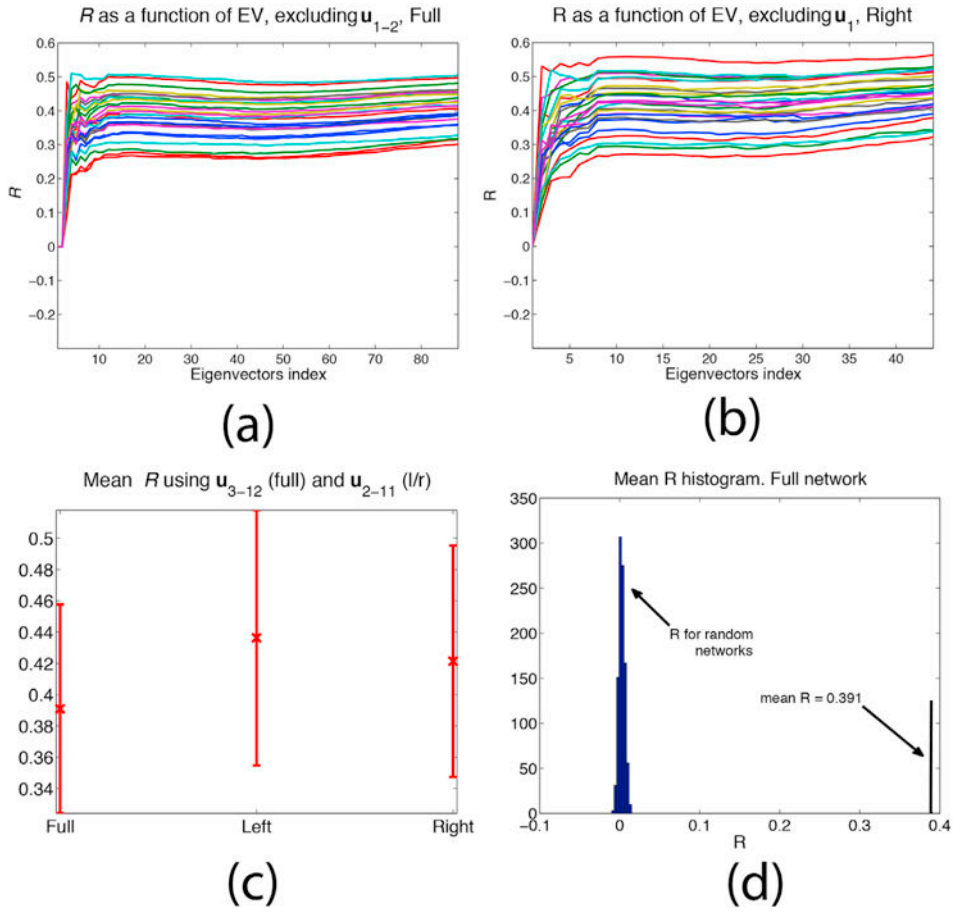 R as a function of EV, excluding u1−2, Full
0.6
0.5
0.4
0.3
0.2
0.1
0
−0.1
−0.2
R
10 20 30 40 50 60 70 80
Eigenvectors index
(a)
R as a function of EV, excluding u1, Right
0.6
0.5
0.4
0.3
0.2
0.1
0
−0.1
−0.2
R
5 10 15 20 25 30 35 40
Eigenvectors index
(b)
Mean R using u3−12 (full) and u2−11 (l/r)
0.5
0.48
0.46
0.44
0.42
0.4
0.38
0.36
0.34
Full Left Right
(c)
Mean R histogram. Full network
350
300
250
200
150
100
50
0
R for random
networks
mean R = 0.391
−0.1 0 0.1 0.2 0.3 0.4
R
(d)